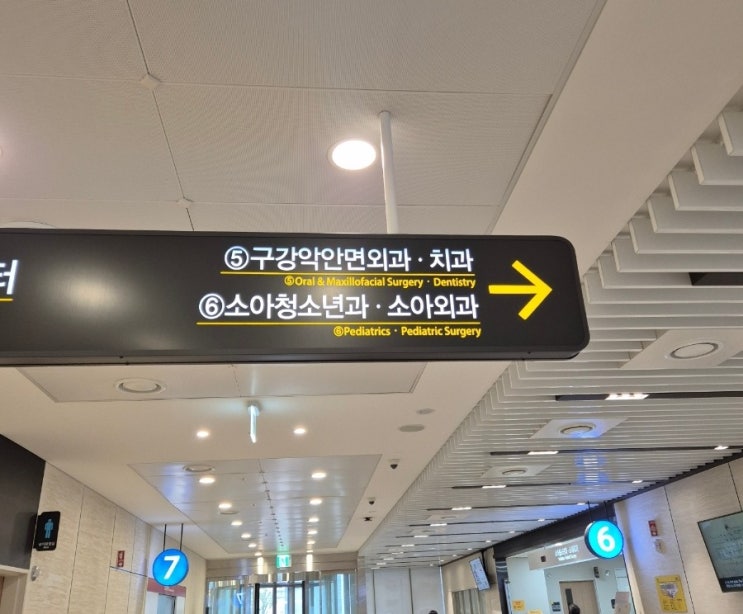 터
⑤구강악안면외과 · 치과
⑤Oral & Maxillofacial Surgery · Dentistry
⑥소아청소년과 · 소아외과
⑥Pediatrics · Pediatric Surgery
7
6